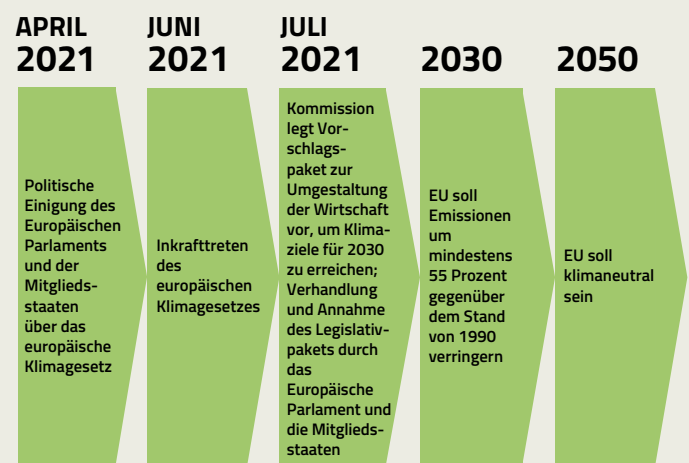 APRIL
2021
Politische
Einigung des
Europäischen
Parlaments
und der
Mitglieds-
staaten
über das
europäische
Klimagesetz
JUNI
2021
Inkrafttreten
des
europäischen
Klimagesetzes
JULI
2021
Kommission
legt Vor-
schlags-
paket zur
Umgestaltung
der Wirtschaft
vor, um Klima-
ziele für 2030
zu erreichen;
Verhandlung
und Annahme
des Legislativ-
pakets durch
das
Europäische
Parlament und
die Mitglieds-
staaten
2030
EU soll
Emissionen
um
mindestens
55 Prozent
gegenüber
dem Stand
von 1990
verringern
2050
EU soll
klimaneutral
sein